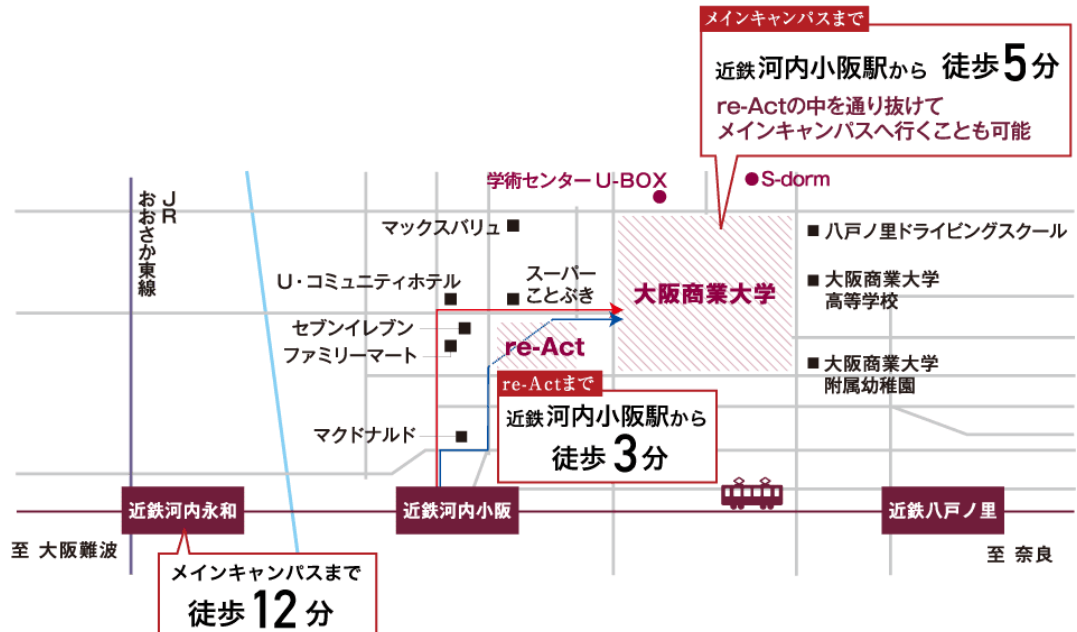 メインキャンパスまで
近鉄河内小阪駅から 徒歩5分
re-Actの中を通り抜けて
メインキャンパスへ行くことも可能
学術センター U-BOX
S-dorm
JR
おおさか東線
マックスバリュ
八戸ノ里ドライビングスクール
U・コミュニティホテル
スーパー
ことぶき
大阪商業大学
大阪商業大学
高等学校
セブンイレブン
ファミリーマート
re-Act
大阪商業大学
附属幼稚園
re-Actまで
近鉄河内小阪駅から
徒歩3分
マクドナルド
近鉄河内永和
近鉄河内小阪
近鉄八戸ノ里
至 大阪難波
至 奈良
メインキャンパスまで
徒歩12分